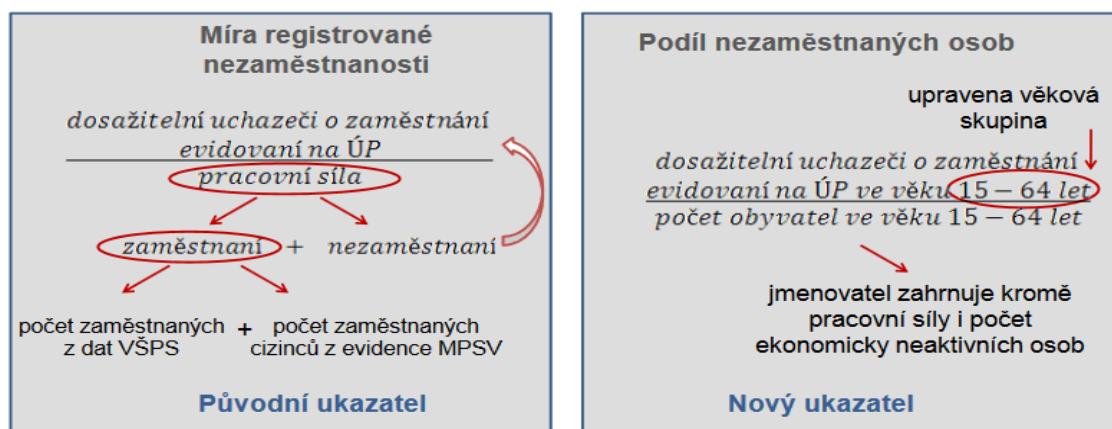 Míra registrované
nezaměstnanosti
dosažitelní uchazeči o zaměstnání
evidovaní na ÚP
pracovní síla
zaměstnaní + nezaměstnaní
počet zaměstnaných
z dat VŠPS
+
počet zaměstnaných
cizinců z evidence MPSV
Původní ukazatel
Podíl nezaměstnaných osob
upravena věková
skupina
dosažitelní uchazeči o zaměstnání
evidovaní na ÚP ve věku 15 – 64 let
počet obyvatel ve věku 15 – 64 let
jmenovatel zahrnuje kromě
pracovní síly i počet
ekonomicky neaktivních osob
Nový ukazatel